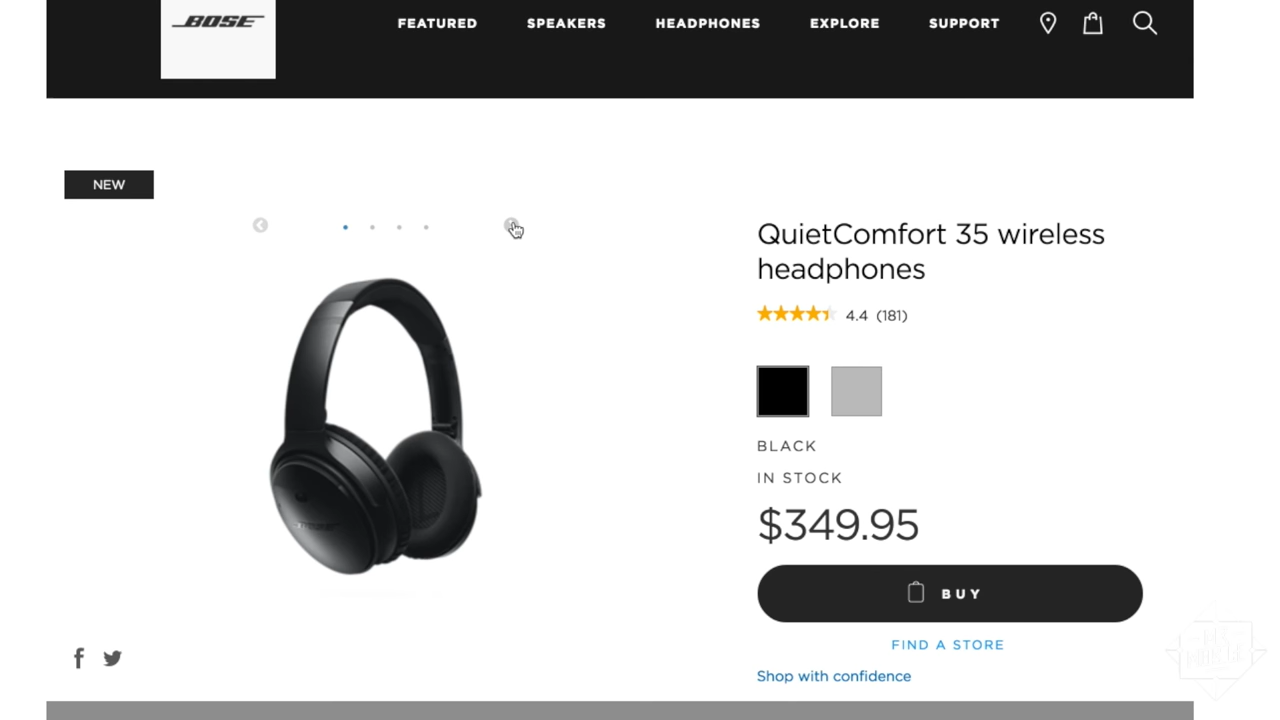 BOSE
FEATURED SPEAKERS HEADPHONES EXPLORE SUPPORT
NEW
QuietComfort 35 wireless
headphones
4.4 (181)
BLACK
IN STOCK
$349.95
BUY
FIND A STORE
Shop with confidence